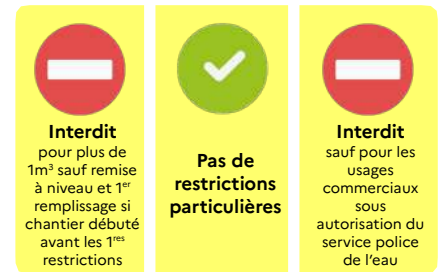 Interdit
pour plus de
1m³ sauf remise
à niveau et 1er
remplissage si
chantier débuté
avant les 1res
restrictions
Pas de
restrictions
particulières
Interdit
sauf pour les
usages
commerciaux
sous
autorisation du
service police
de l'eau